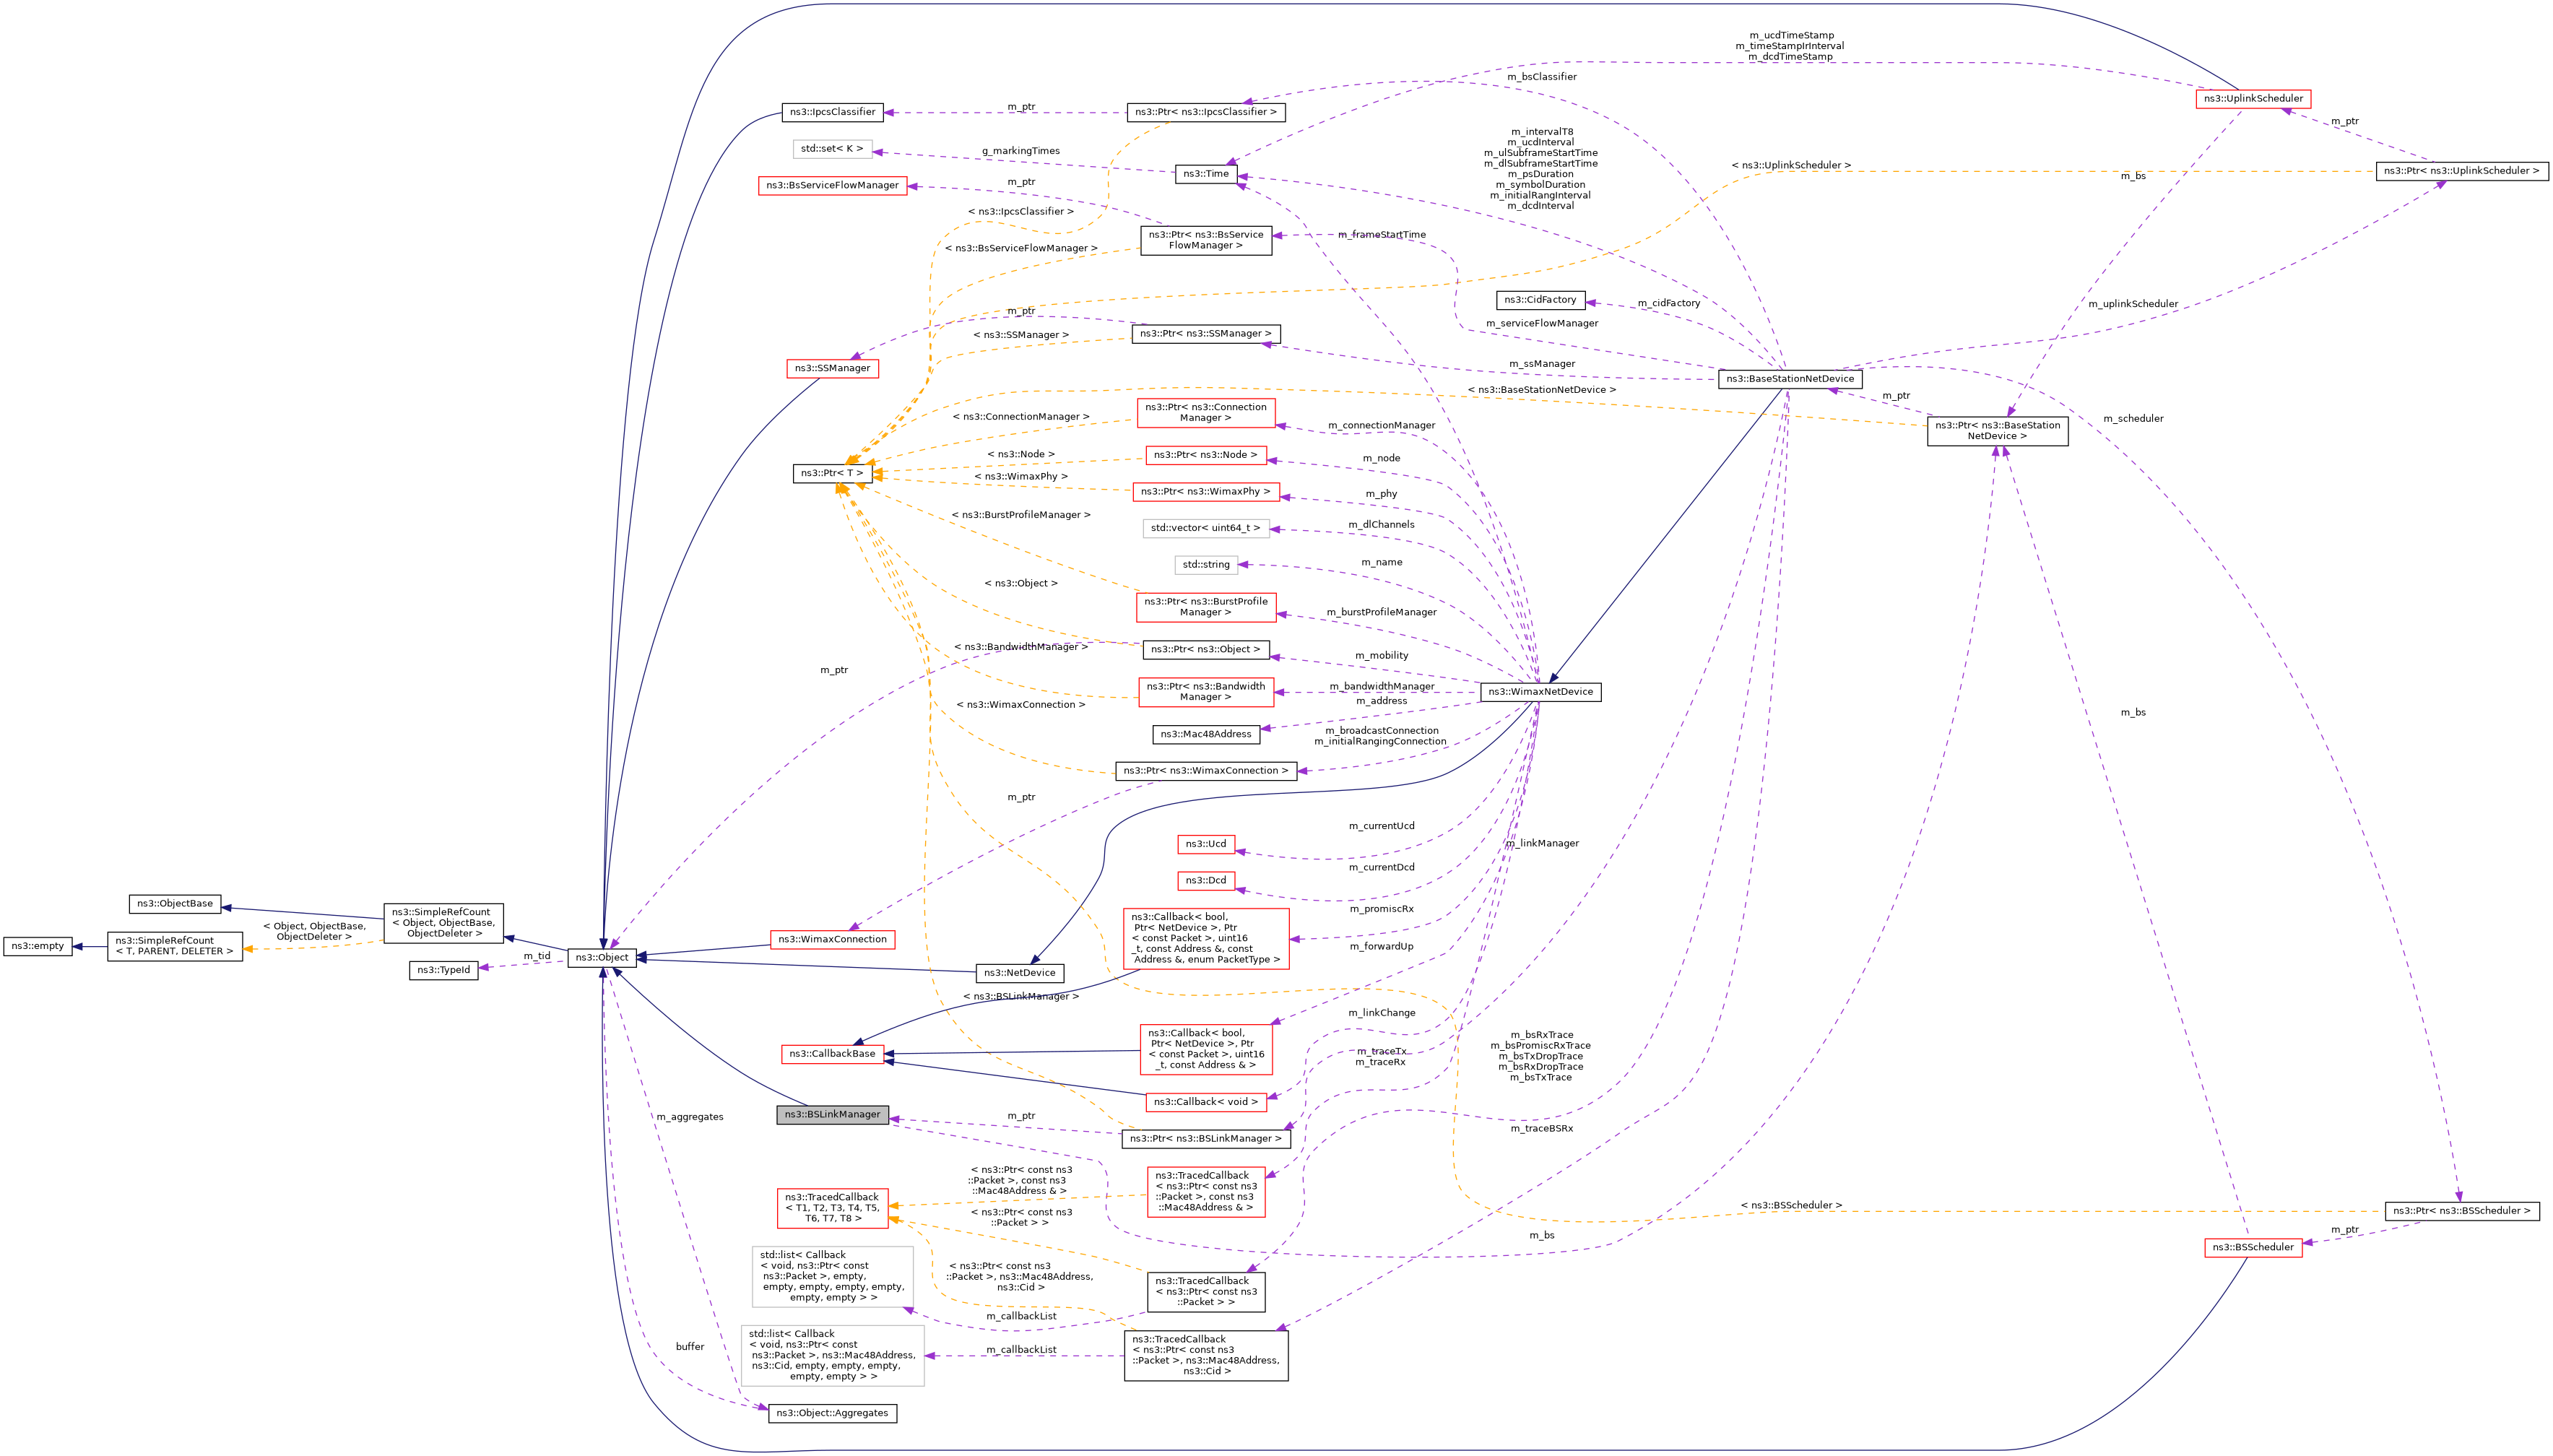 m_ucdTimeStamp
m_timeStampIrInterval
m_dcdTimeStamp
m_bsClassifier
ns3::UplinkScheduler
ns3::IpcsClassifier
m_ptr
ns3::Ptr< ns3::IpcsClassifier >
m_ptr
std::set< K >
g_markingTimes
ns3::Time
m_intervalT8
m_ucdInterval
m_ulSubframeStartTime
m_dlSubframeStartTime
m_psDuration
m_symbolDuration
m_initialRangInterval
m_dcdInterval
< ns3::UplinkScheduler >
m_bs
ns3::Ptr< ns3::UplinkScheduler >
ns3::BsServiceFlowManager
m_ptr
< ns3::IpcsClassifier >
ns3::Ptr< ns3::BsService
FlowManager >
m_frameStartTime
< ns3::BsServiceFlowManager >
ns3::CidFactory
m_cidFactory
m_uplinkScheduler
m_ptr
< ns3::SSManager >
ns3::Ptr< ns3::SSManager >
m_serviceFlowManager
ns3::SSManager
m_ssManager
ns3::BaseStationNetDevice
< ns3::BaseStationNetDevice >
m_ptr
m_scheduler
ns3::Ptr< ns3::BaseStation
NetDevice >
< ns3::ConnectionManager >
ns3::Ptr< ns3::Connection
Manager >
m_connectionManager
< ns3::Node >
ns3::Ptr< ns3::Node >
m_node
ns3::Ptr< T >
< ns3::WimaxPhy >
ns3::Ptr< ns3::WimaxPhy >
m_phy
< ns3::BurstProfileManager >
std::vector< uint64_t >
m_dlChannels
std::string
m_name
< ns3::Object >
ns3::Ptr< ns3::BurstProfile
Manager >
m_burstProfileManager
m_ptr
< ns3::BandwidthManager >
ns3::Ptr< ns3::Object >
m_mobility
ns3::Ptr< ns3::Bandwidth
Manager >
m_bandwidthManager
ns3::WimaxNetDevice
m_address
< ns3::WimaxConnection >
ns3::Mac48Address
m_broadcastConnection
m_initialRangingConnection
m_bs
ns3::Ptr< ns3::WimaxConnection >
m_ptr
m_currentUcd
ns3::Ucd
m_linkManager
m_currentDcd
ns3::Dcd
ns3::ObjectBase
ns3::SimpleRefCount
< Object, ObjectBase,
ObjectDeleter >
< Object, ObjectBase,
ObjectDeleter >
ns3::empty
ns3::SimpleRefCount
< T, PARENT, DELETER >
ns3::TypeId
m_tid
ns3::Object
ns3::WimaxConnection
ns3::NetDevice
ns3::Callback< bool,
Ptr< NetDevice >, Ptr
< const Packet >, uint16
_t, const Address &, const
Address &, enum PacketType >
m_promiscRx
m_forwardUp
< ns3::BSLinkManager >
m_linkChange
ns3::CallbackBase
ns3::Callback< bool,
Ptr< NetDevice >, Ptr
< const Packet >, uint16
_t, const Address & >
m_traceTx
m_traceRx
m_bsRxTrace
m_bsPromiscRxTrace
m_bsTxDropTrace
m_bsRxDropTrace
m_bsTxTrace
ns3::Callback< void >
m_aggregates
ns3::BSLinkManager
m_ptr
ns3::Ptr< ns3::BSLinkManager >
m_traceBSRx
< ns3::Ptr< const ns3
::Packet >, const ns3
::Mac48Address & >
ns3::TracedCallback
< ns3::Ptr< const ns3
::Packet >, const ns3
::Mac48Address & >
ns3::TracedCallback
< T1, T2, T3, T4, T5,
T6, T7, T8 >
< ns3::Ptr< const ns3
::Packet > >
< ns3::BSScheduler >
ns3::Ptr< ns3::BSScheduler >
m_bs
m_ptr
ns3::BSScheduler
std::list< Callback
< void, ns3::Ptr< const
ns3::Packet >, empty,
empty, empty, empty, empty,
empty, empty > >
< ns3::Ptr< const ns3
::Packet >, ns3::Mac48Address,
ns3::Cid >
ns3::TracedCallback
< ns3::Ptr< const ns3
::Packet > >
m_callbackList
std::list< Callback
< void, ns3::Ptr< const
ns3::Packet >, ns3::Mac48Address,
ns3::Cid, empty, empty, empty,
empty, empty > >
m_callbackList
ns3::TracedCallback
< ns3::Ptr< const ns3
::Packet >, ns3::Mac48Address,
ns3::Cid >
buffer
ns3::Object::Aggregates